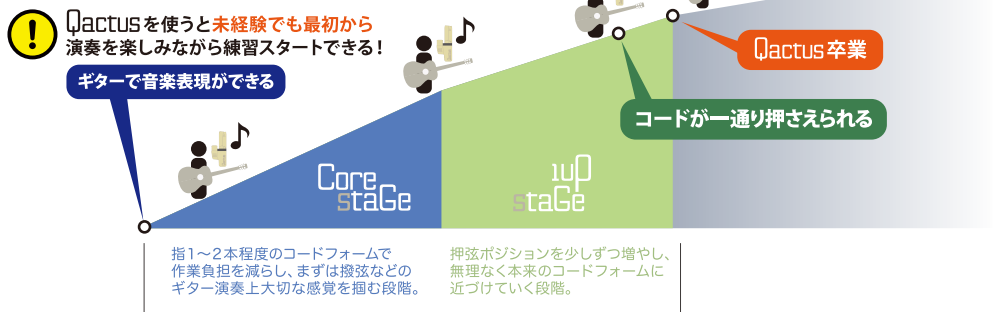 !
Qactusを使うと未経験でも最初から
演奏を楽しみながら練習スタートできる！
ギターで音楽表現ができる
Qactus卒業
コードが一通り押さえられる
Core
staGe
1up
staGe
指1〜2本程度のコードフォームで
作業負担を減らし、まずは撥弦などの
ギター演奏上大切な感覚を掴む段階。
押弦ポジションを少しずつ増やし、
無理なく本来のコードフォームに
近づけていく段階。